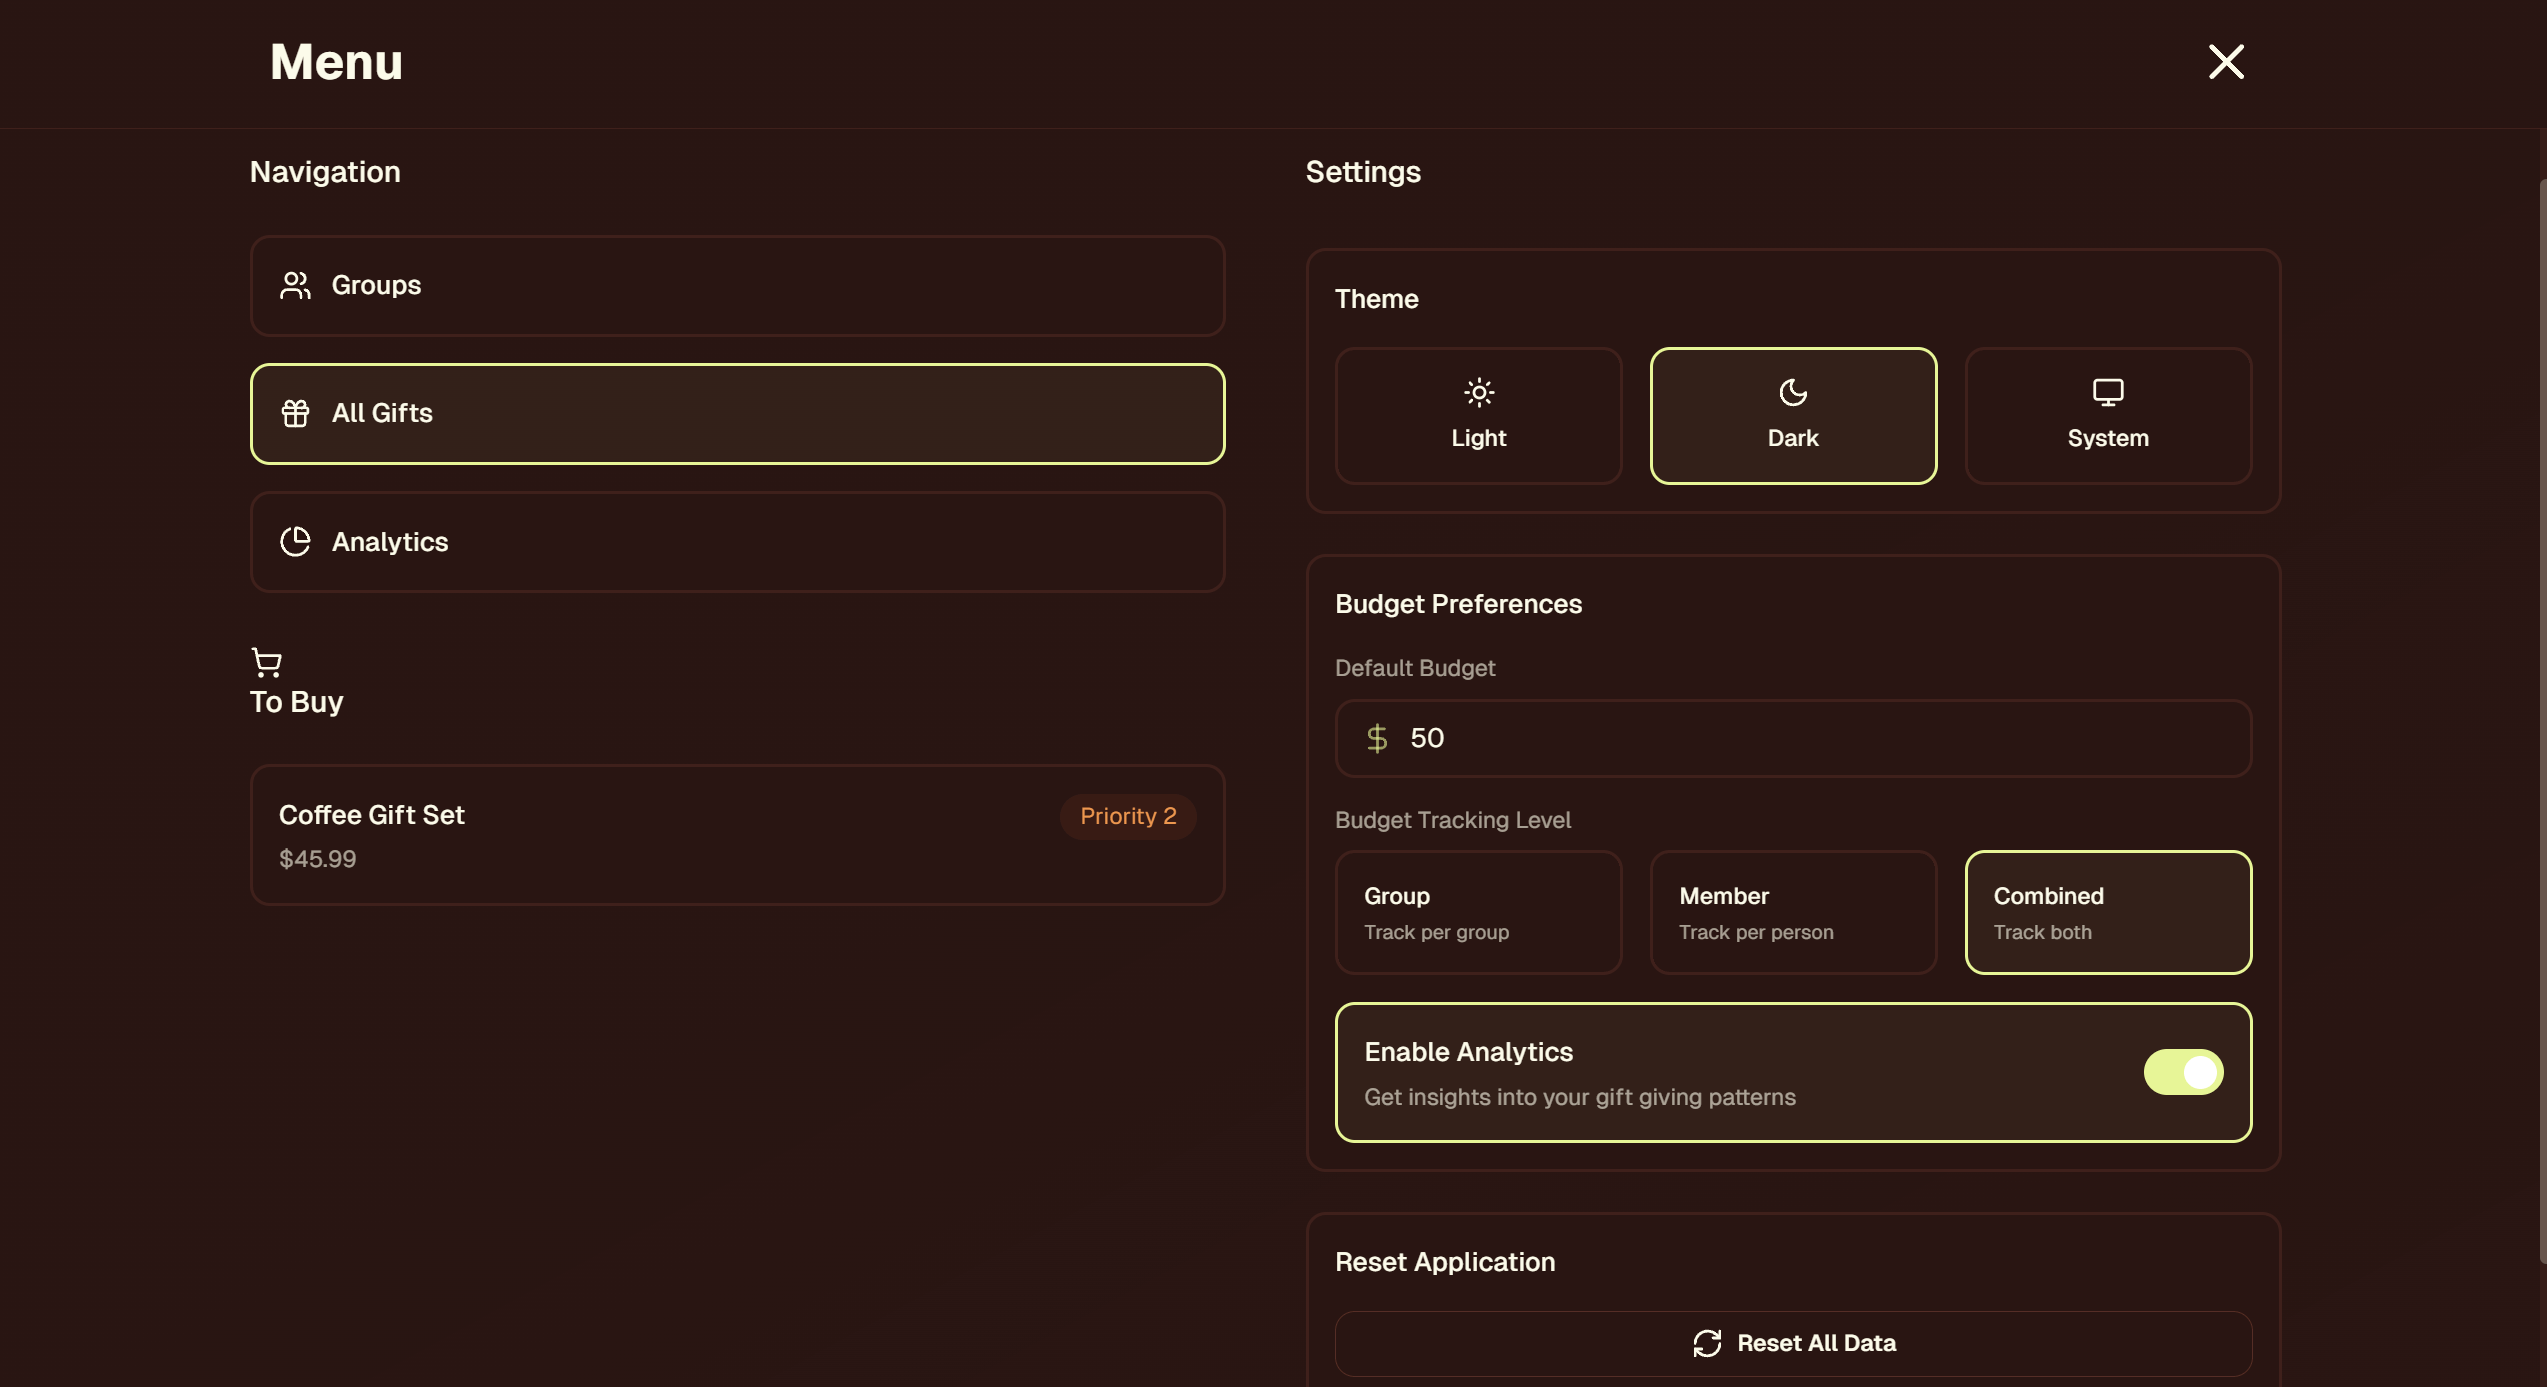 Menu
Navigation
Groups
All Gifts
Analytics
To Buy
Coffee Gift Set
Priority 2
$45.99
Settings
Theme
Light
Dark
System
Budget Preferences
Default Budget
$ 50
Budget Tracking Level
Group
Track per group
Member
Track per person
Combined
Track both
Enable Analytics
Get insights into your gift giving patterns
Reset Application
Reset All Data